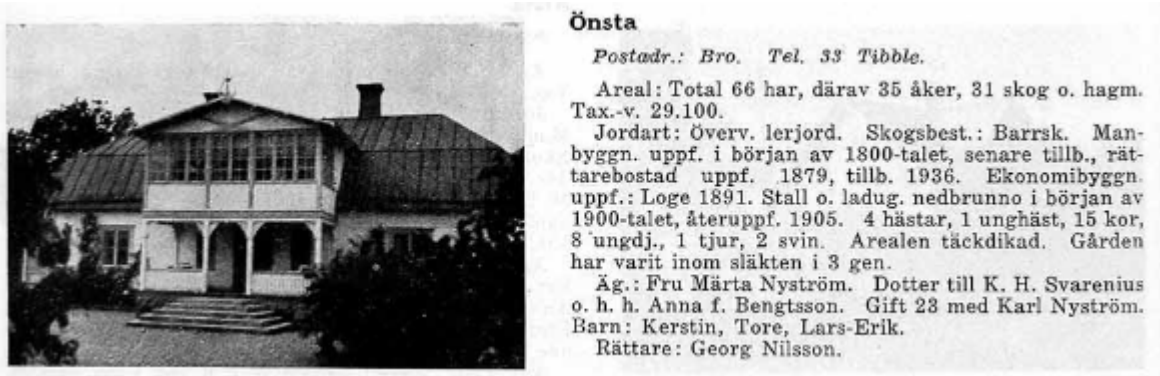 Önsta
Postadr.: Bro. Tel. 33 Tibble.
Areal: Total 66 har, därav 35 åker, 31 skog o. hagm.
Tax.-v. 29.100.
Jordart: överv. lerjord. Skogsbest.: Barrsk. Man-
byggn. uppf. i början av 1800-talet, senare tillb., rät-
tarebostad uppf. 1879, tillb. 1936. Ekonomibyggn.
uppf.: Loge 1891. Stall o. ladug. nedbrunno i början av
1900-talet, återuppf. 1905. 4 hästar, 1 unghäst, 15 kor,
8 ungdj., 1 tjur, 2 svin. Arealen täckdikad. Gården
har varit inom släkten i 3 gen.
Äg.: Fru Märta Nyström. Dotter till K. H. Svarenius
o. h. h. Anna f. Bengtsson. Gift 23 med Karl Nyström.
Barn: Kerstin, Tore, Lars-Erik.
Rättare: Georg Nilsson.